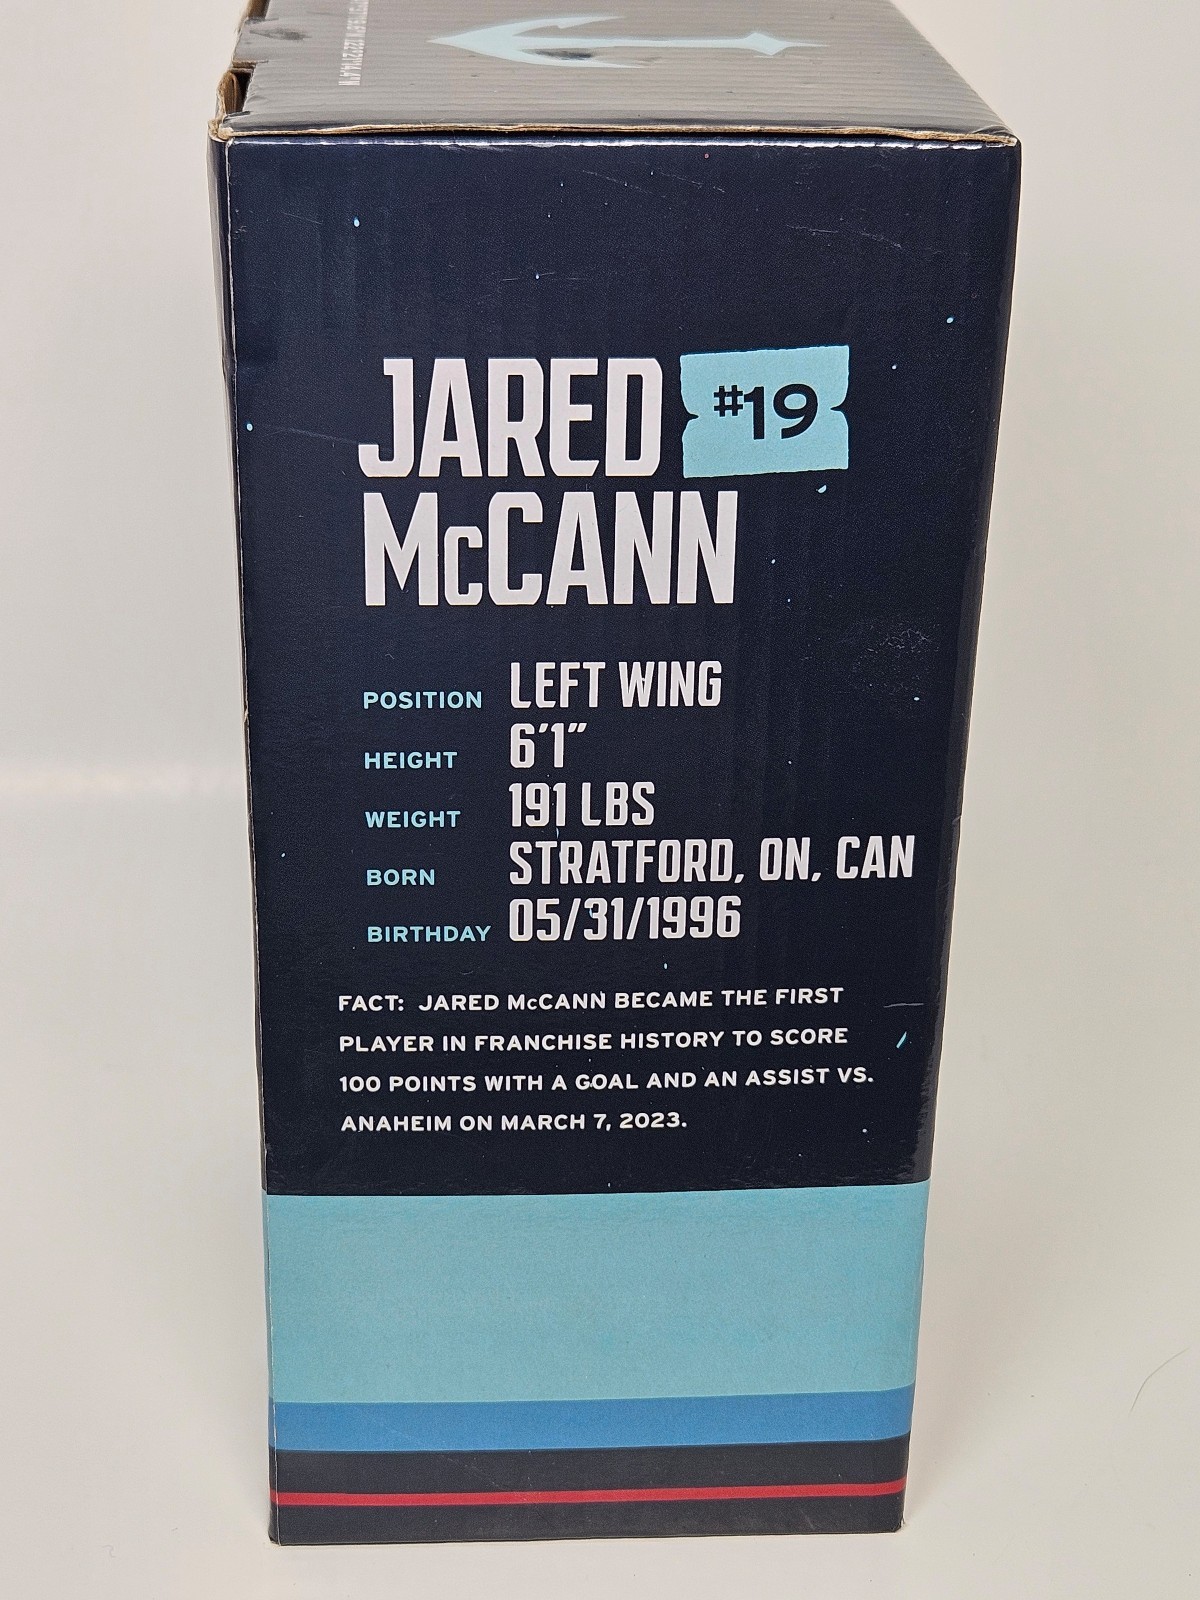 JARED #19
McCANN
POSITION LEFT WING
HEIGHT 6'1"
WEIGHT 191 LBS
BORN STRATFORD, ON, CAN
BIRTHDAY 05/31/1996
FACT: JARED McCANN BECAME THE FIRST
PLAYER IN FRANCHISE HISTORY TO SCORE
100 POINTS WITH A GOAL AND AN ASSIST VS.
ANAHEIM ON MARCH 7, 2023.